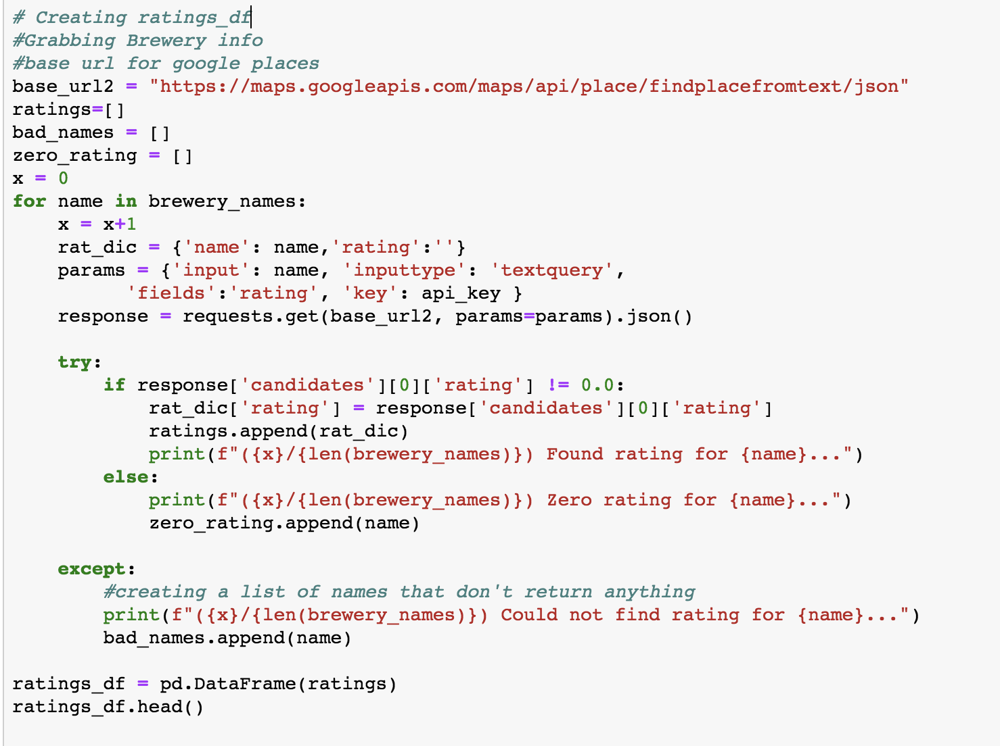 # Creating ratings_df
#Grabbing Brewery info
#base url for google places
base_url2 = "https://maps.googleapis.com/maps/api/place/findplacefromtext/json"
ratings=[]
bad_names = []
zero_rating = []
x = 0
for name in brewery_names:
    x = x+1
    rat_dic = {'name': name,'rating':''}
    params = {'input': name, 'inputtype': 'textquery',
          'fields':'rating', 'key': api_key }
    response = requests.get(base_url2, params=params).json()

    try:
        if response['candidates'][0]['rating'] != 0.0:
            rat_dic['rating'] = response['candidates'][0]['rating']
            ratings.append(rat_dic)
            print(f"({x}/{len(brewery_names)}) Found rating for {name}...")
        else:
            print(f"({x}/{len(brewery_names)}) Zero rating for {name}...")
            zero_rating.append(name)

    except:
        #creating a list of names that don't return anything
        print(f"({x}/{len(brewery_names)}) Could not find rating for {name}...")
        bad_names.append(name)

ratings_df = pd.DataFrame(ratings)
ratings_df.head()